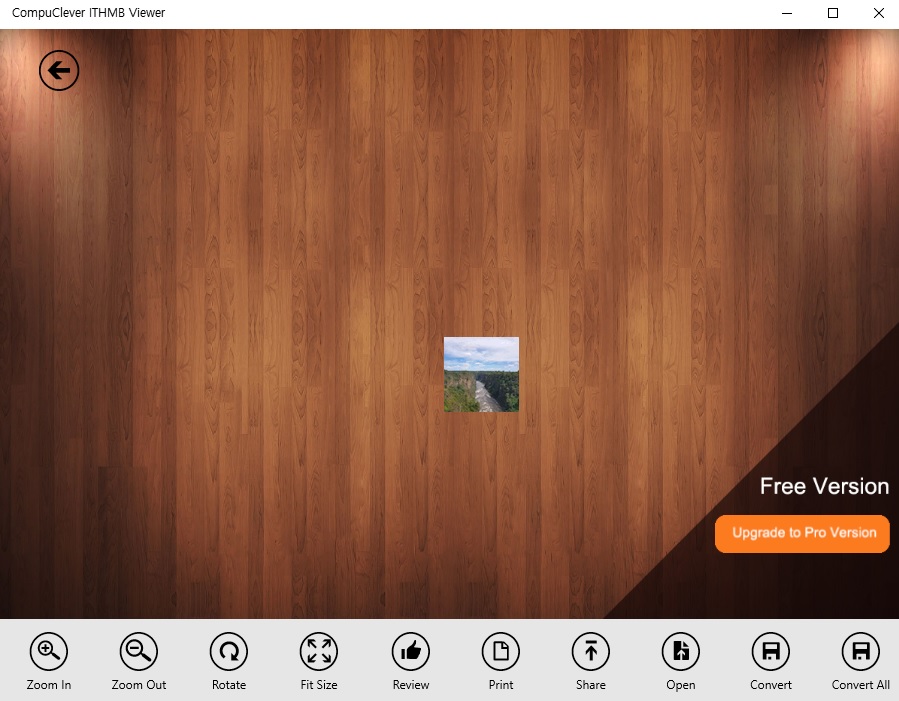 CompuClever ITHMB Viewer
Free Version
Upgrade to Pro Version
Zoom In
Zoom Out
Rotate
Fit Size
Review
Print
Share
Open
Convert
Convert All